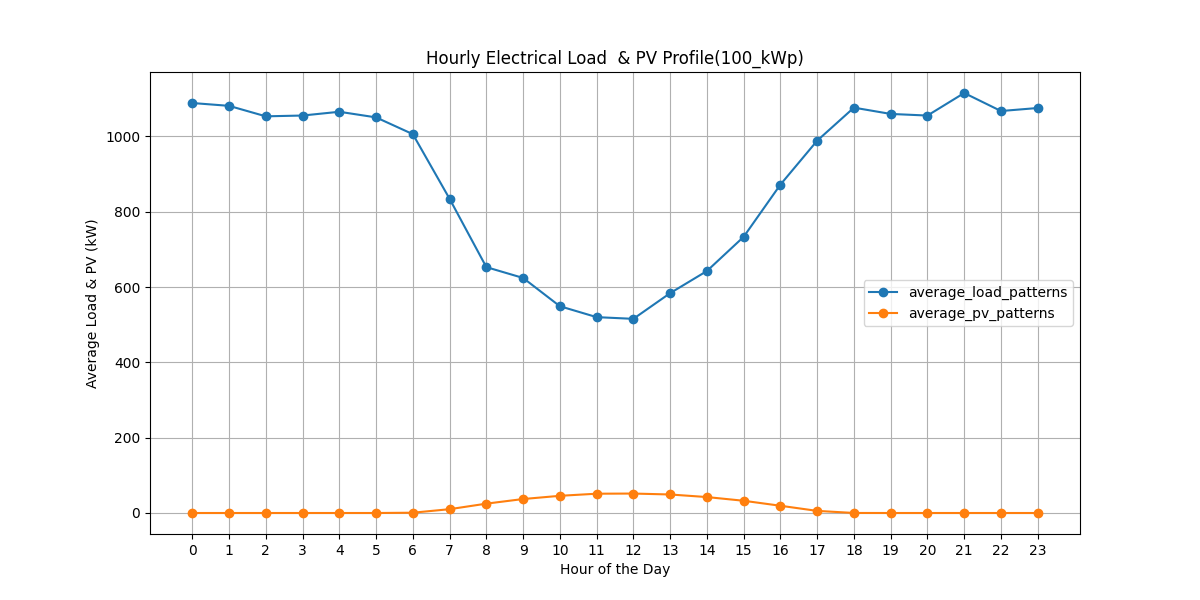 Hourly Electrical Load  & PV Profile(100_kWp)
Average Load & PV (kW)
1000
800
600
400
200
0
average_load_patterns
average_pv_patterns
0 1 2 3 4 5 6 7 8 9 10 11 12 13 14 15 16 17 18 19 20 21 22 23
Hour of the Day